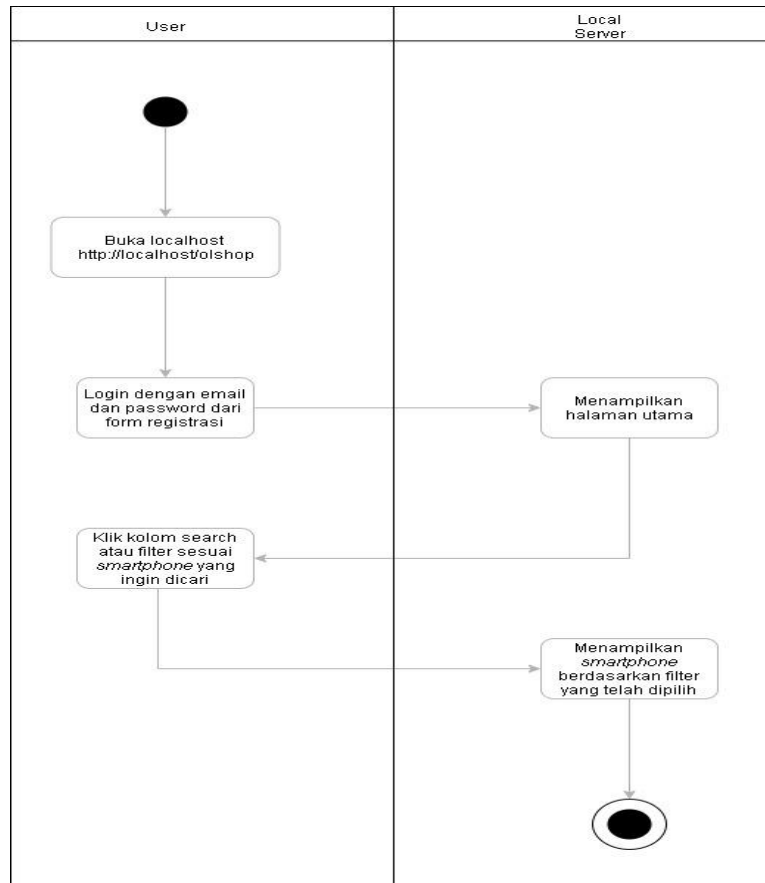 User
Local
Server
Buka localhost
http://localhost/olshop
Login dengan email
dan password dari
form registrasi
Menampilkan
halaman utama
Klik kolom search
atau filter sesuai
smartphone yang
ingin dicari
Menampilkan
smartphone
berdasarkan filter
yang telah dipilih